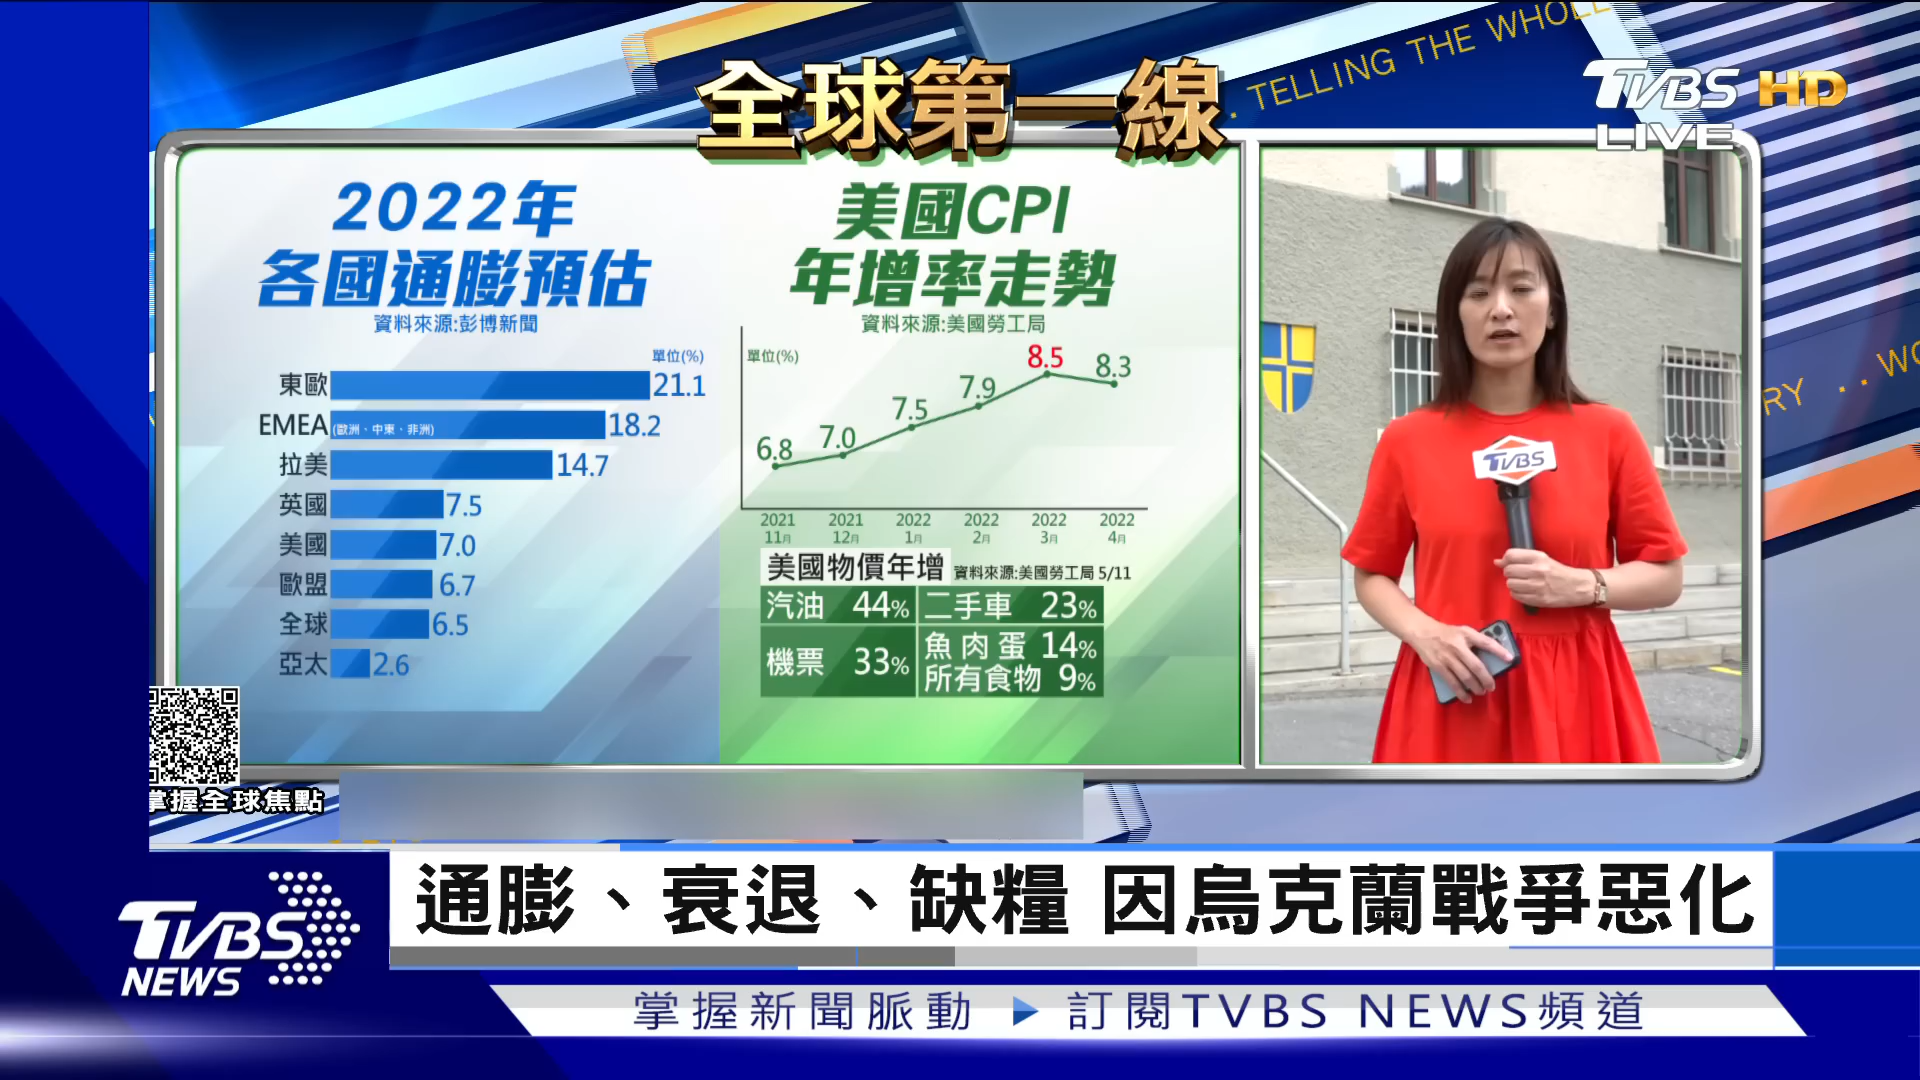 全球第一線
. TELLING THE WHOLE
TVBS HD
LIVE
2022年
各國通膨預估
資料來源:彭博新聞
單位(%)
東歐 21.1
EMEA (歐洲、中東、非洲) 18.2
拉美 14.7
英國 7.5
美國 7.0
歐盟 6.7
全球 6.5
亞太 2.6
美國CPI
年增率走勢
資料來源:美國勞工局
單位(%)
6.8 7.0 7.5 7.9 8.5 8.3
2021 2021 2022 2022 2022 2022
11月 12月 1月 2月 3月 4月
美國物價年增 資料來源:美國勞工局 5/11
汽油 44% 二手車 23%
機票 33% 魚肉蛋 14%
所有食物 9%
TVBS
RY . . WO
掌握全球焦點
通膨、衰退、缺糧 因烏克蘭戰爭惡化
TVBS
NEWS
掌握新聞脈動 ▶ 訂閱TVBS NEWS頻道